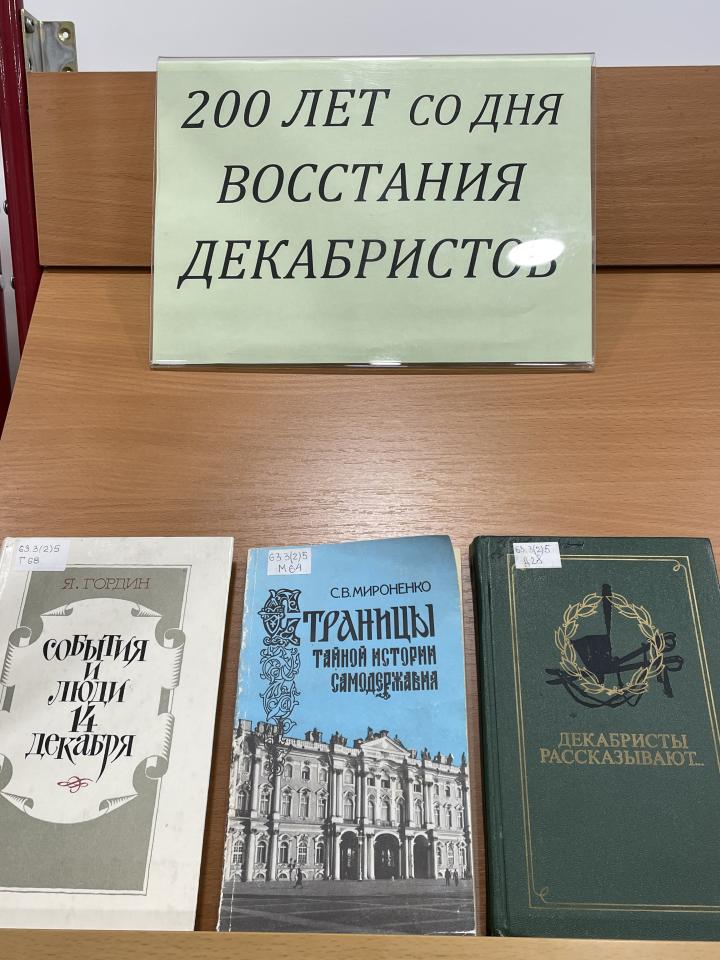 200 ЛЕТ СО ДНЯ
ВОССТАНИЯ
ДЕКАБРИСТОВ
63.3(2)5
Г68
Я. ГОРДИН
СОБЫТИЯ
И
ЛЮДИ
14
ДЕКАБРЯ
63.3(2)5
М64
С.В.МИРОНЕНКО
СТРАНИЦЫ
ТАЙНОЙ ИСТОРИИ
САМОДЕРЖАВИЯ
63.3(2)5
Д28
ДЕКАБРИСТЫ
РАССКАЗЫВАЮТ...